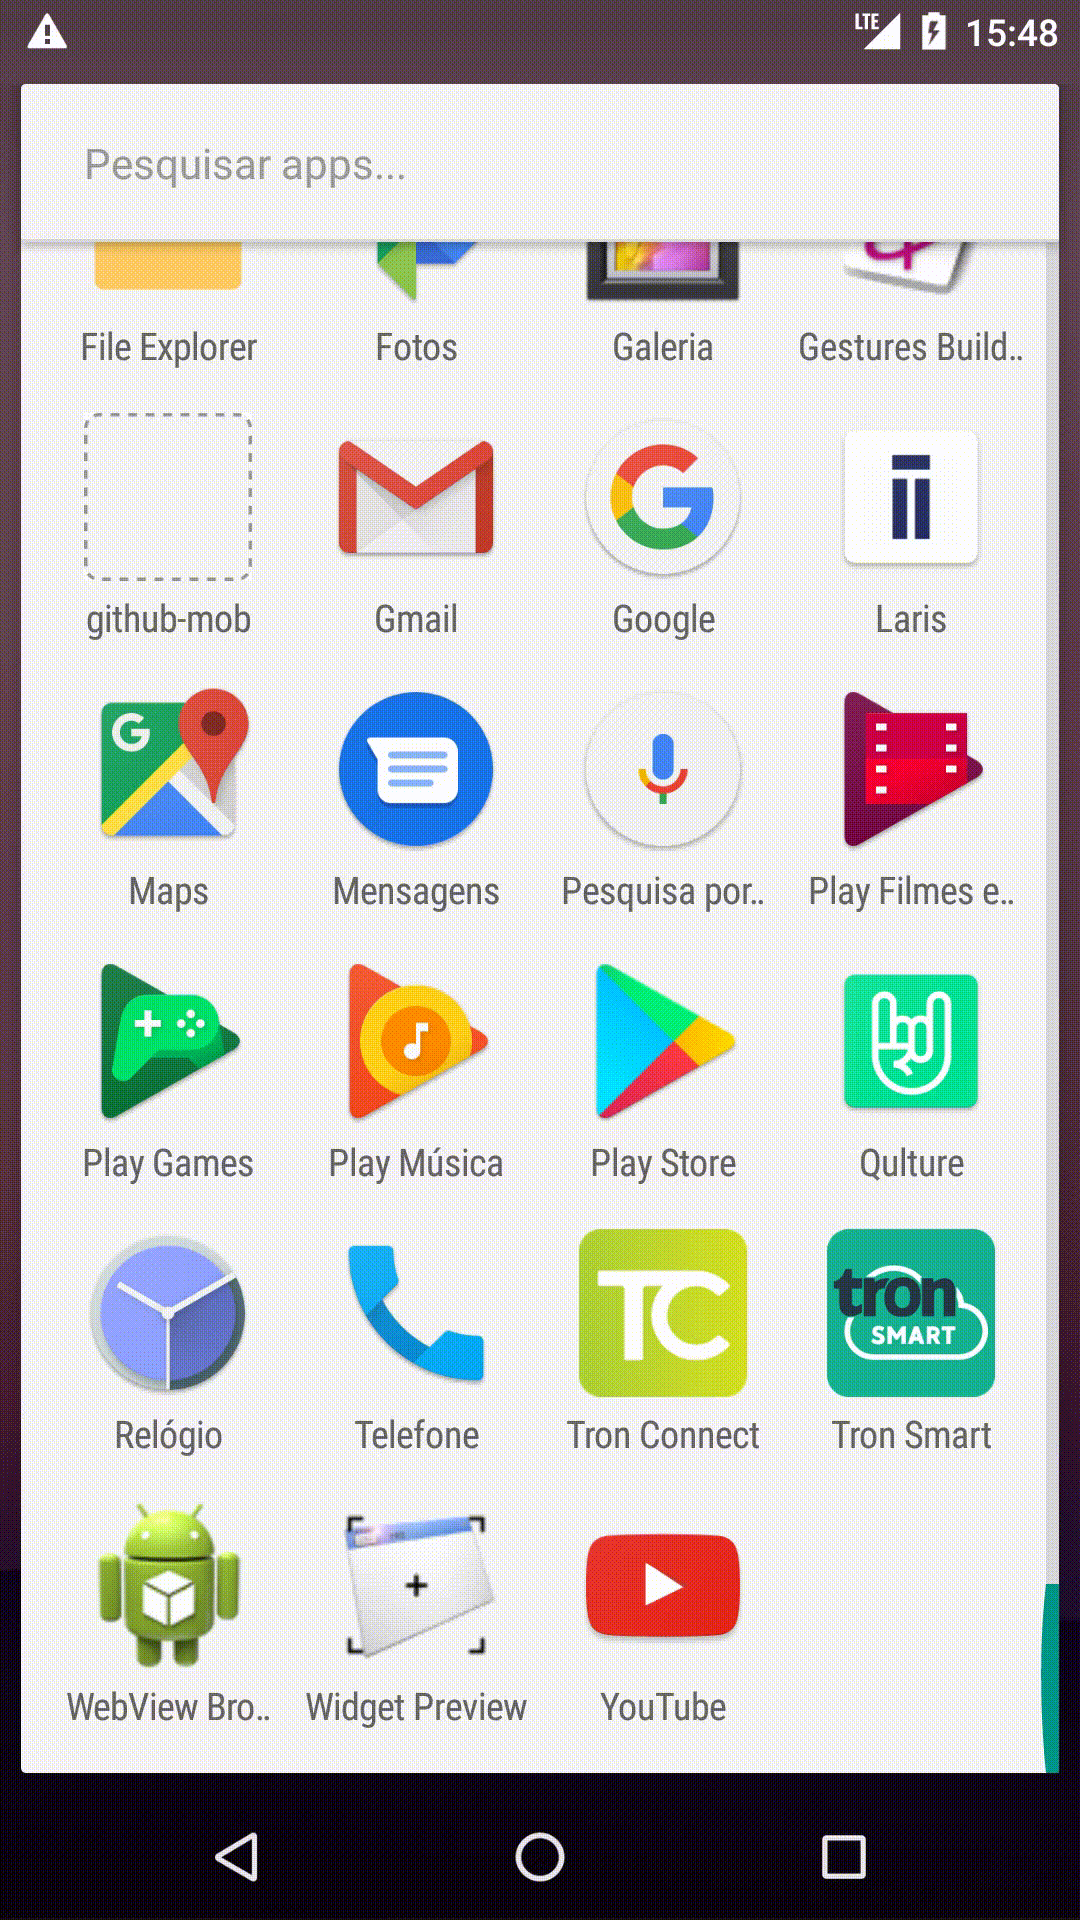 LTE 15:48
Pesquisar apps...
File Explorer Fotos Galeria Gestures Build..
G
github-mob Gmail Google Laris
G
Maps Mensagens Pesquisa por.. Play Filmes e..
Play Games Play Música Play Store Qulture
TC tron SMART
Relógio Telefone Tron Connect Tron Smart
WebView Bro.. Widget Preview YouTube